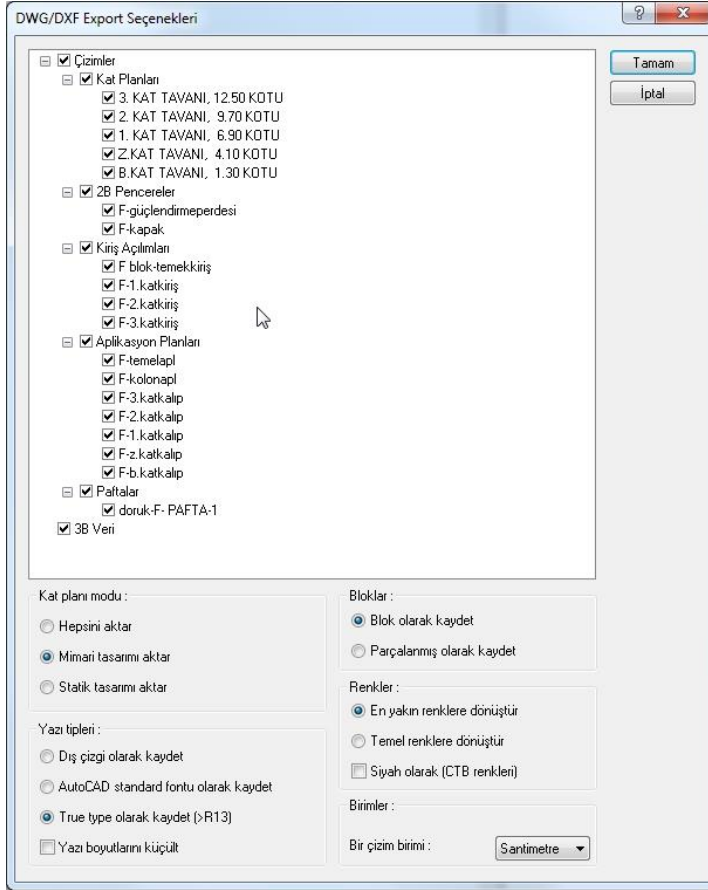 DWG/DXF Export Seçenekleri
Çizimler
Kat Planları
3. KAT TAVANI, 12.50 KOTU
2. KAT TAVANI, 9.70 KOTU
1. KAT TAVANI, 6.90 KOTU
Z.KAT TAVANI, 4.10 KOTU
B.KAT TAVANI, 1.30 KOTU
2B Pencereler
F-güçlendirmeperdesi
F-kapak
Kiriş Açılımları
F blok-temekkiriş
F-1.katkiriş
F-2.katkiriş
F-3.katkiriş
Aplikasyon Planları
F-temelapl
F-kolonapl
F-3.katkalıp
F-2.katkalıp
F-1.katkalıp
F-z.katkalıp
F-b.katkalıp
Paftalar
doruk-F- PAFTA-1
3B Veri
Tamam
İptal
Kat planı modu :
Hepsini aktar
Mimari tasarımı aktar
Statik tasarımı aktar
Yazı tipleri :
Dış çizgi olarak kaydet
AutoCAD standard fontu olarak kaydet
True type olarak kaydet (>R13)
Yazı boyutlarını küçült
Bloklar :
Blok olarak kaydet
Parçalanmış olarak kaydet
Renkler :
En yakın renklere dönüştür
Temel renklere dönüştür
Siyah olarak (CTB renkleri)
Birimler :
Bir çizim birimi : Santimetre